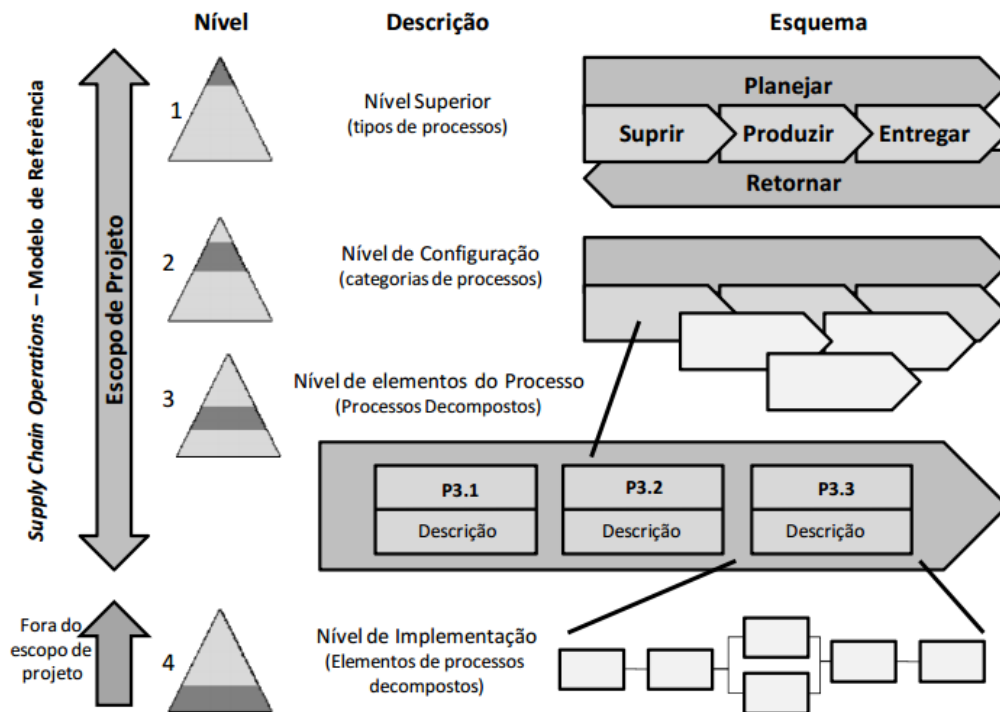 Nível
Descrição
Esquema
Supply Chain Operations – Modelo de Referência
Escopo de Projeto
1
Nível Superior
(tipos de processos)
Planejar
Suprir
Produzir
Entregar
Retornar
2
Nível de Configuração
(categorias de processos)
3
Nível de elementos do Processo
(Processos Decompostos)
P3.1
Descrição
P3.2
Descrição
P3.3
Descrição
Fora do
escopo de
projeto
4
Nível de Implementação
(Elementos de processos
decompostos)